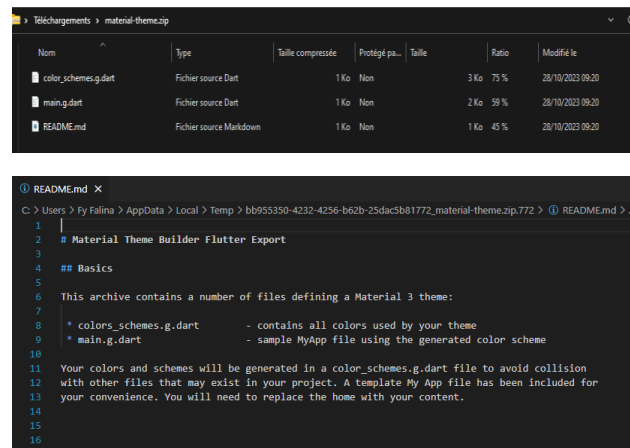 > Téléchargements > material-theme.zip
Nom Type Taille compressée Protégé pa... Taille Ratio Modifié le
color_schemes.g.dart Fichier source Dart 1 Ko Non 3 Ko 75 % 28/10/2023 09:20
main.g.dart Fichier source Dart 1 Ko Non 2 Ko 59 % 28/10/2023 09:20
README.md Fichier source Markdown 1 Ko Non 1 Ko 45 % 28/10/2023 09:20
README.md ×
C: > Users > Fy Falina > AppData > Local > Temp > bb955350-4232-4256-b62b-25dac5b81772_material-theme.zip.772 > README.md >
1
2 # Material Theme Builder Flutter Export
3
4 ## Basics
5
6 This archive contains a number of files defining a Material 3 theme:
7
8 * colors_schemes.g.dart - contains all colors used by your theme
9 * main.g.dart - sample MyApp file using the generated color scheme
10
11 Your colors and schemes will be generated in a color_schemes.g.dart file to avoid collision
12 with other files that may exist in your project. A template My App file has been included for
13 your convenience. You will need to replace the home with your content.
14
15
16